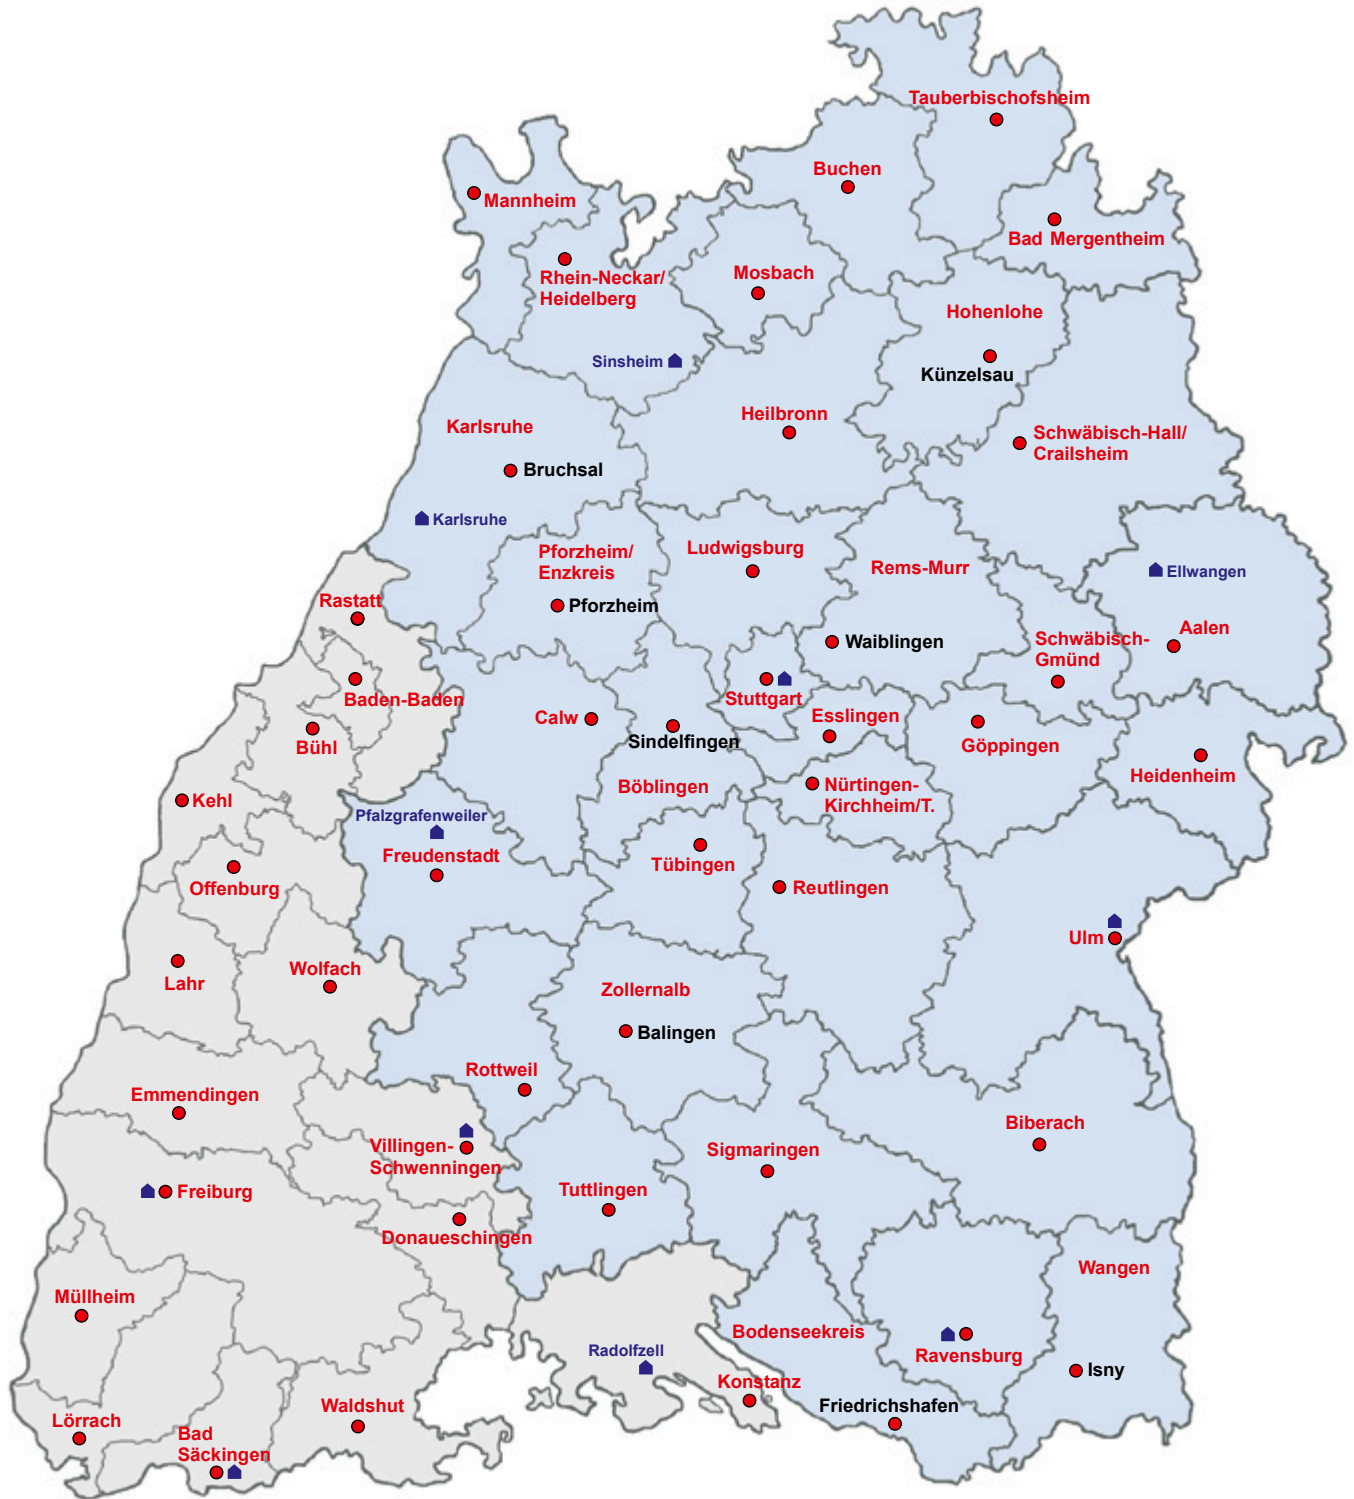 Tauberbischofsheim
Buchen
Mannheim
Bad Mergentheim
Rhein-Neckar/
Heidelberg
Mosbach
Hohenlohe
Sinsheim
Künzelsau
Heilbronn
Karlsruhe
Schwäbisch-Hall/
Crailsheim
Bruchsal
Karlsruhe
Pforzheim/
Enzkreis
Ludwigsburg
Rems-Murr
Ellwangen
Rastatt
Pforzheim
Waiblingen
Schwäbisch-
Gmünd
Aalen
Baden-Baden
Stuttgart
Calw
Esslingen
Bühl
Sindelfingen
Göppingen
Heidenheim
Böblingen
Nürtingen-
Kirchheim/T.
Kehl
Pfalzgrafenweiler
Freudenstadt
Tübingen
Offenburg
Reutlingen
Ulm
Wolfach
Lahr
Zollernalb
Balingen
Rottweil
Emmendingen
Biberach
Villingen-
Schwenningen
Sigmaringen
Freiburg
Tuttlingen
Donaueschingen
Wangen
Müllheim
Bodenseekreis
Radolfzell
Ravensburg
Isny
Konstanz
Friedrichshafen
Waldshut
Lörrach
Bad
Säckingen